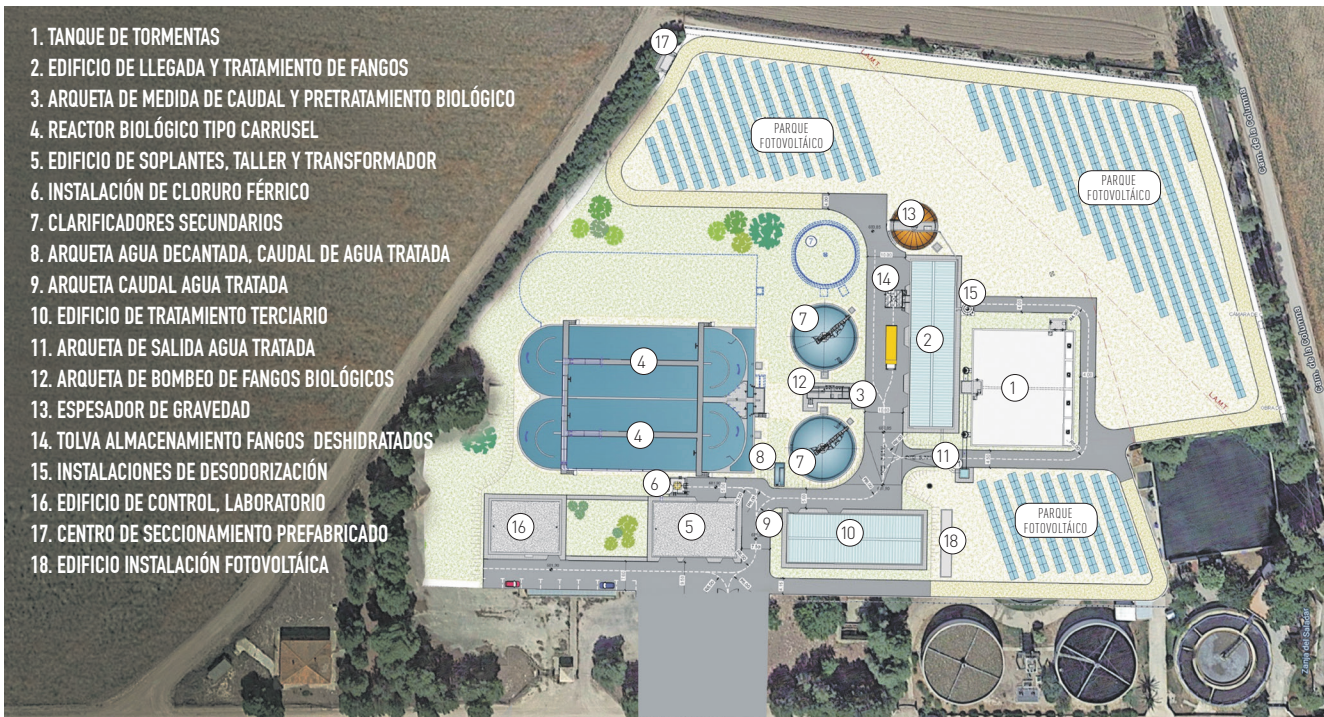 1. TANQUE DE TORMENTAS
2. EDIFICIO DE LLEGADA Y TRATAMIENTO DE FANGOS
3. ARQUETA DE MEDIDA DE CAUDAL Y PRETRATAMIENTO BIOLÓGICO
4. REACTOR BIOLÓGICO TIPO CARRUSEL
5. EDIFICIO DE SOPLANTES, TALLER Y TRANSFORMADOR
6. INSTALACIÓN DE CLORURO FÉRRICO
7. CLARIFICADORES SECUNDARIOS
8. ARQUETA AGUA DECANTADA, CAUDAL DE AGUA TRATADA
9. ARQUETA CAUDAL AGUA TRATADA
10. EDIFICIO DE TRATAMIENTO TERCIARIO
11. ARQUETA DE SALIDA AGUA TRATADA
12. ARQUETA DE BOMBEO DE FANGOS BIOLÓGICOS
13. ESPESADOR DE GRAVEDAD
14. TOLVA ALMACENAMIENTO FANGOS DESHIDRATADOS
15. INSTALACIONES DE DESODORIZACIÓN
16. EDIFICIO DE CONTROL, LABORATORIO
17. CENTRO DE SECCIONAMIENTO PREFABRICADO
18. EDIFICIO INSTALACIÓN FOTOVOLTÁICA
17
L.A.M.T.
PARQUE
FOTOVOLTÁICO
Cam. de la columna
PARQUE
FOTOVOLTÁICO
13
7
14
15
7
2
4
1
12
3
L.A.M.T.
Cam. de la columna
4
8
7
11
6
16
5
9
10
18
PARQUE
FOTOVOLTÁICO
Zanja del Saladar